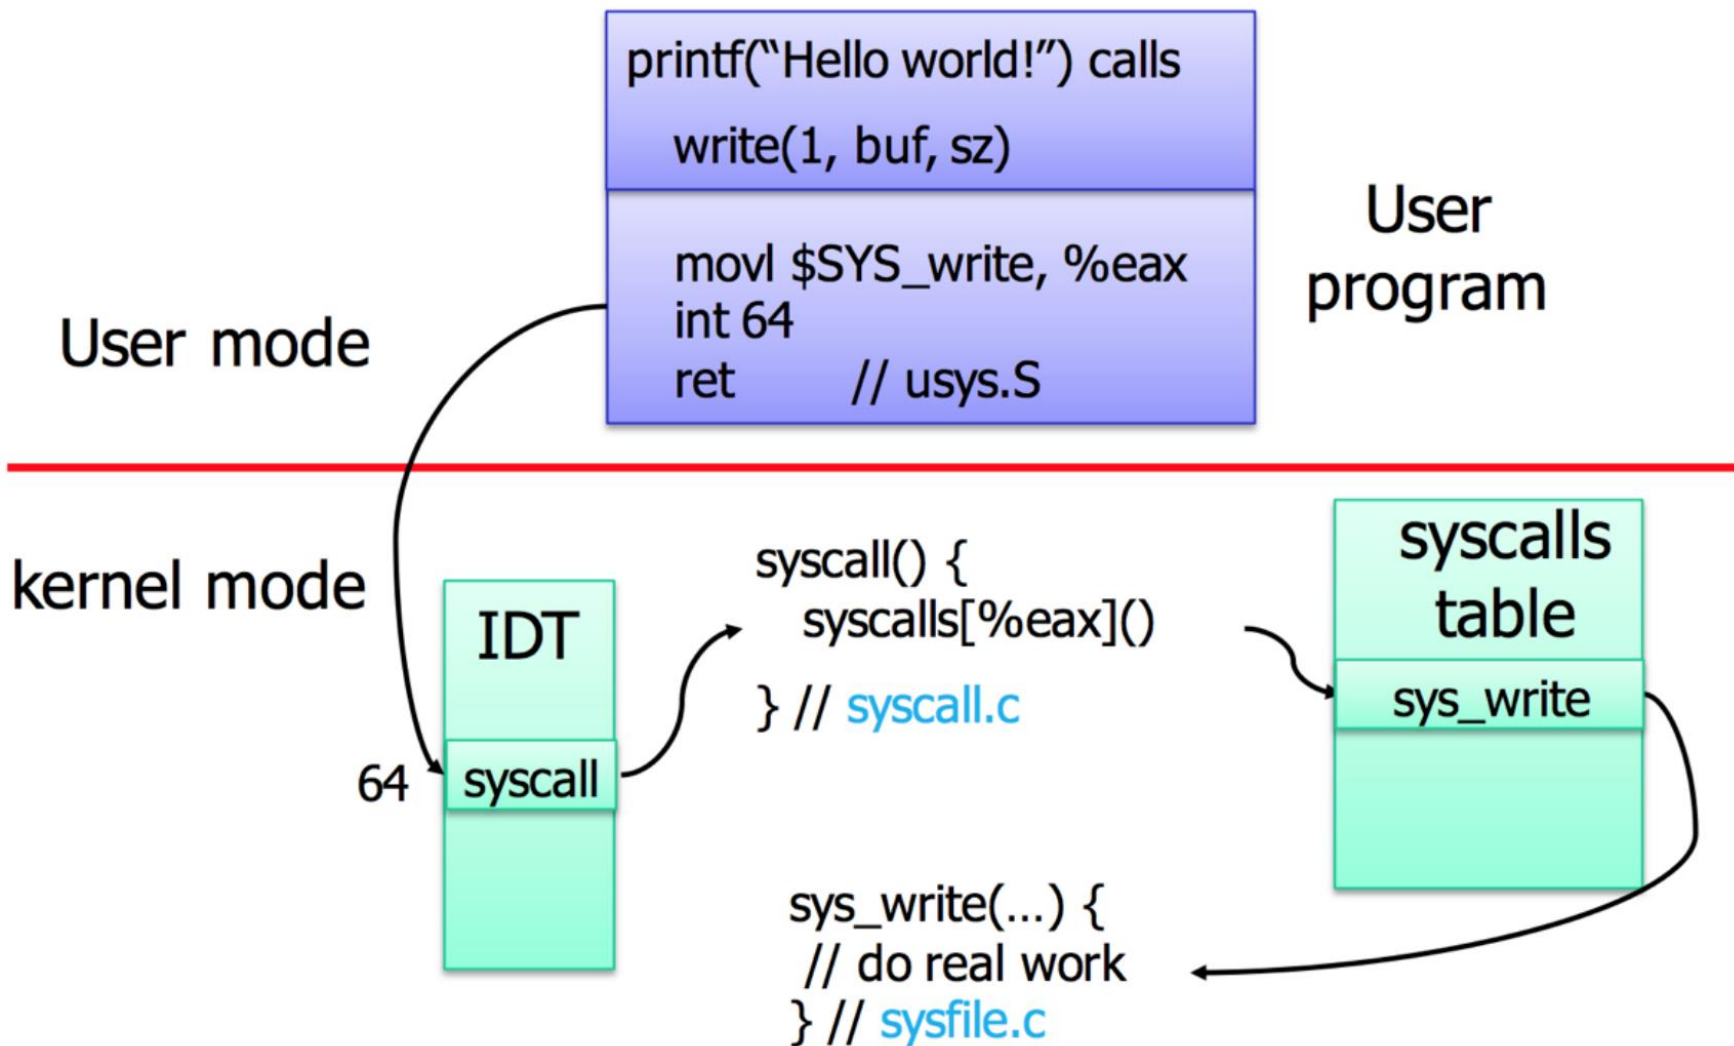 printf(“Hello world!”) calls
write(1, buf, sz)
movl $SYS_write, %eax
int 64
ret // usys.S
User
program
User mode
kernel mode
IDT
64
syscall
syscall() {
syscalls[%eax]()
} // syscall.c
syscalls
table
sys_write
sys_write(...) {
// do real work
} // sysfile.c